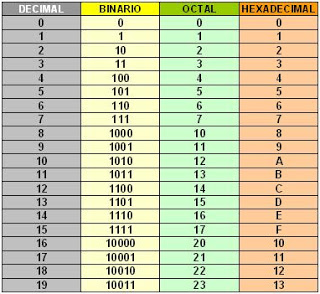 DECIMAL BINARIO OCTAL HEXADECIMAL
0 0 0 0
1 1 1 1
2 10 2 2
3 11 3 3
4 100 4 4
5 101 5 5
6 110 6 6
7 111 7 7
8 1000 10 8
9 1001 11 9
10 1010 12 A
11 1011 13 B
12 1100 14 C
13 1101 15 D
14 1110 16 E
15 1111 17 F
16 10000 20 10
17 10001 21 11
18 10010 22 12
19 10011 23 13